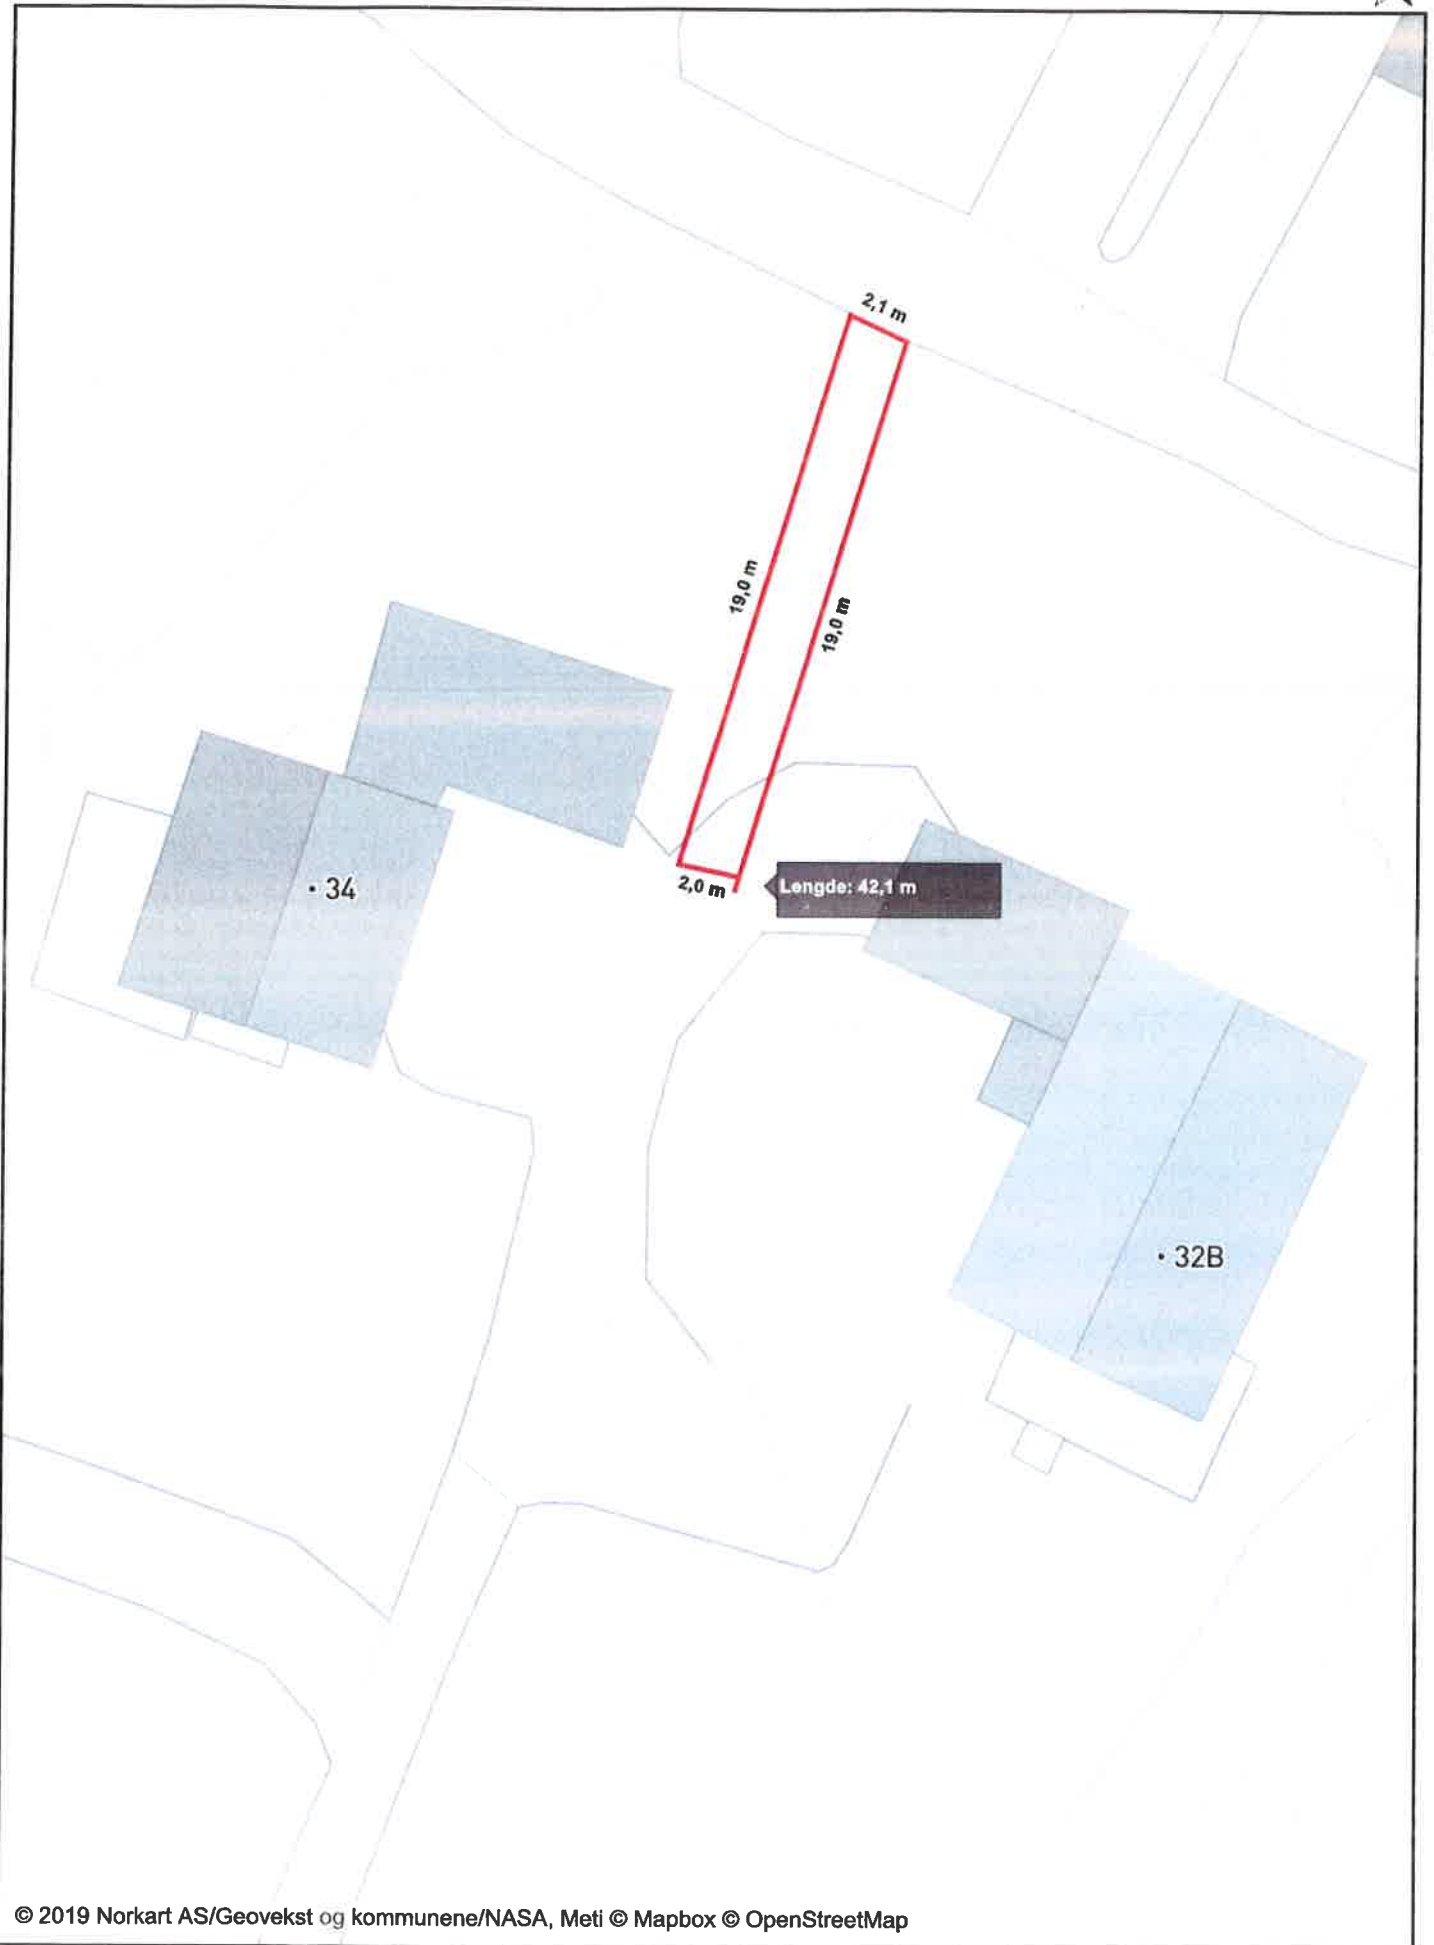 2,1 m
19,0 m
19,0 m
34
2,0 m
Lengde: 42,1 m
32B
© 2019 Norkart AS/Geovekst og kommunene/NASA, Meti © Mapbox © OpenStreetMap